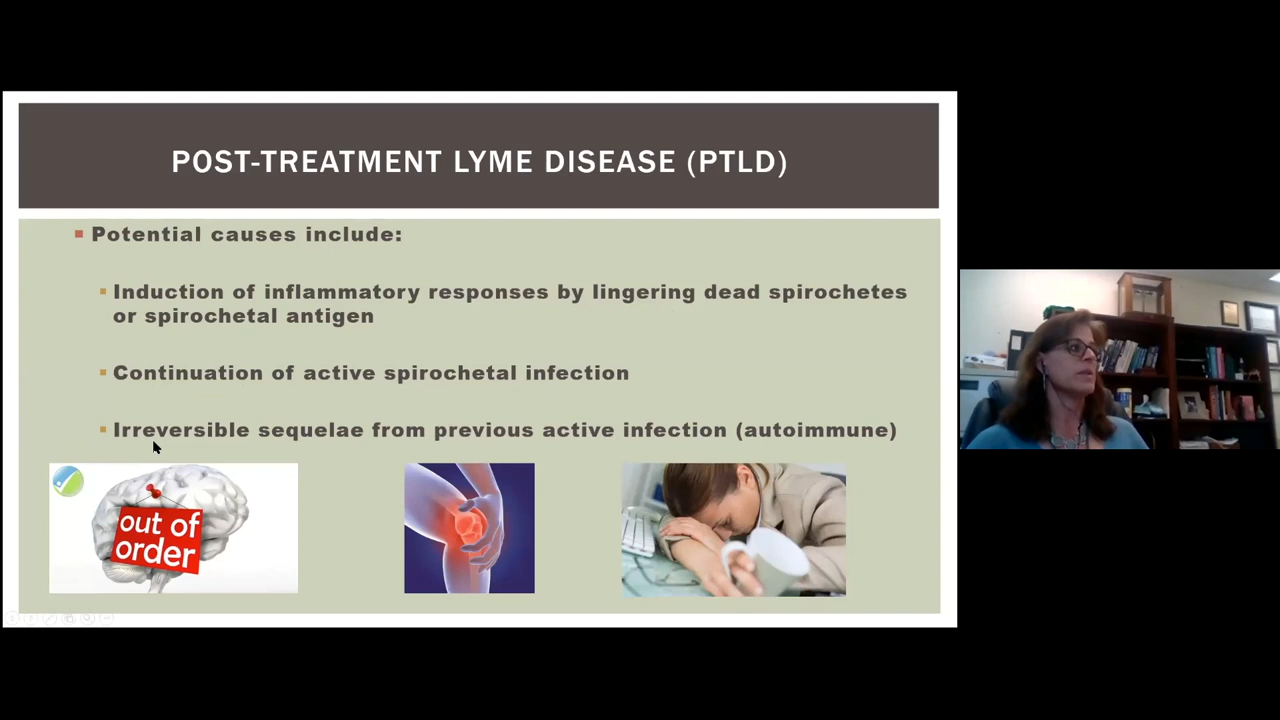 POST-TREATMENT LYME DISEASE (PTLD)
Potential causes include:
Induction of inflammatory responses by lingering dead spirochetes
or spirochetal antigen
Continuation of active spirochetal infection
Irreversible sequelae from previous active infection (autoimmune)
out of
order